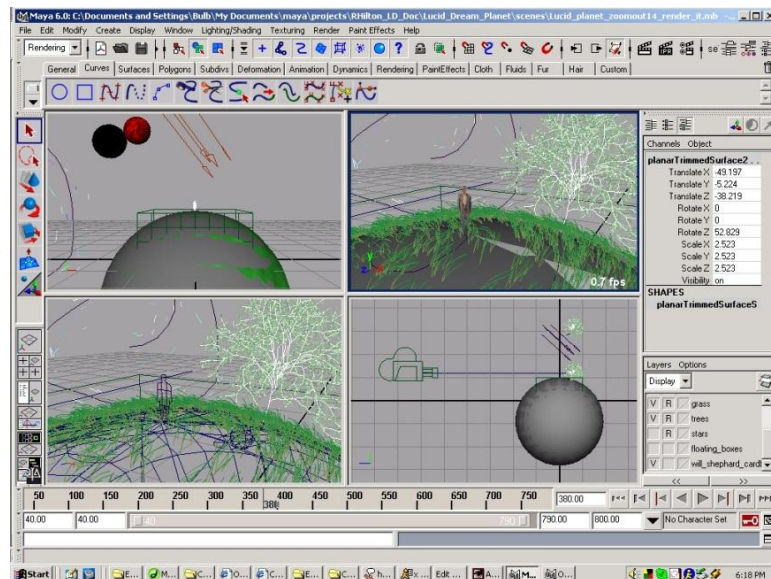 Maya 6.0: C:\Documents and Settings\Bulb\My Documents\maya\projects\RHilton_LD_Doc\Lucid_Dream_Planet\scenes\Lucid_planet_zoomout14_render_it.mb
File Edit Modify Create Display Window Lighting/Shading Texturing Render Paint Effects Help
Rendering
General Curves Surfaces Polygons Subdivs Deformation Animation Dynamics Rendering PaintEffects Cloth Fluids Fur Hair Custom
Channels Object
planarTrimmedSurface2 . .
Translate X -49.197
Translate Y -5.224
Translate Z -38.219
Rotate X 0
Rotate Y 0
Rotate Z 52.829
Scale X 2.523
Scale Y 2.523
Scale Z 2.523
Visibility on
SHAPES
planarTrimmedSurfaceS
0.7 fps
Layers Options
Display
V R grass
V R trees
R stars
floating_boxes
V will_shephard_card
<< >>
50 100 150 200 250 300 350 400 450 500 550 600 650 700 750
380
380.00
40.00 40.00 40 790 790.00 800.00 No Character Set
Start E... M... C... O... C... E... C... h... x ... Edit ... A... M... O... 6:18 PM